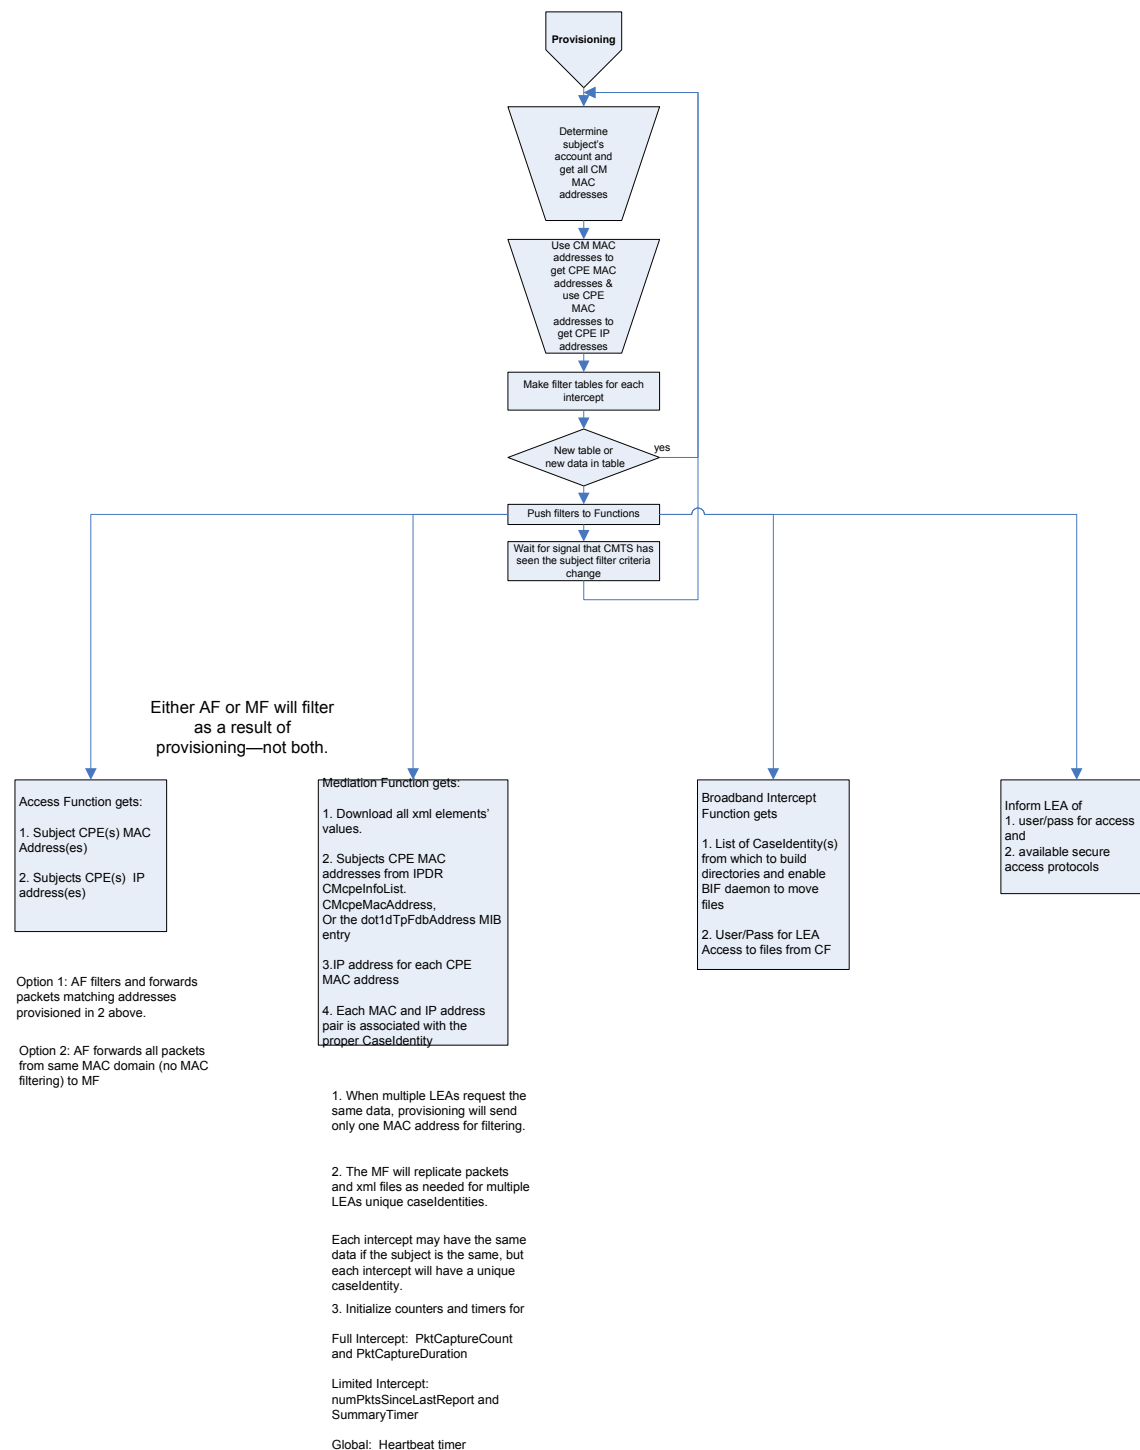 Provisioning
Determine
subject's
account and
get all CM
MAC
addresses
Use CM MAC
addresses to
get CPE MAC
addresses &
use CPE
MAC
addresses to
get CPE IP
addresses
Make filter tables for each
intercept
New table or
new data in table
yes
Push filters to Functions
Wait for signal that CMTS has
seen the subject filter criteria
change
Either AF or MF will filter
as a result of
provisioning—not both.
Access Function gets:
1. Subject CPE(s) MAC
Address(es)
2. Subjects CPE(s) IP
address(es)
Option 1: AF filters and forwards
packets matching addresses
provisioned in 2 above.
Option 2: AF forwards all packets
from same MAC domain (no MAC
filtering) to MF
Mediation Function gets:
1. Download all xml elements'
values.
2. Subjects CPE MAC
addresses from IPDR
CMcpeInfoList.
CMcpeMacAddress,
Or the dot1dTpFdbAddress MIB
entry
3.IP address for each CPE
MAC address
4. Each MAC and IP address
pair is associated with the
proper CaseIdentity
1. When multiple LEAs request the
same data, provisioning will send
only one MAC address for filtering.
2. The MF will replicate packets
and xml files as needed for multiple
LEAs unique caseIdentities.
Each intercept may have the same
data if the subject is the same, but
each intercept will have a unique
caseIdentity.
3. Initialize counters and timers for
Full Intercept: PktCaptureCount
and PktCaptureDuration
Limited Intercept:
numPktsSinceLastReport and
SummaryTimer
Global: Heartbeat timer
Broadband Intercept
Function gets
1. List of CaseIdentity(s)
from which to build
directories and enable
BIF daemon to move
files
2. User/Pass for LEA
Access to files from CF
Inform LEA of
1. user/pass for access
and
2. available secure
access protocols